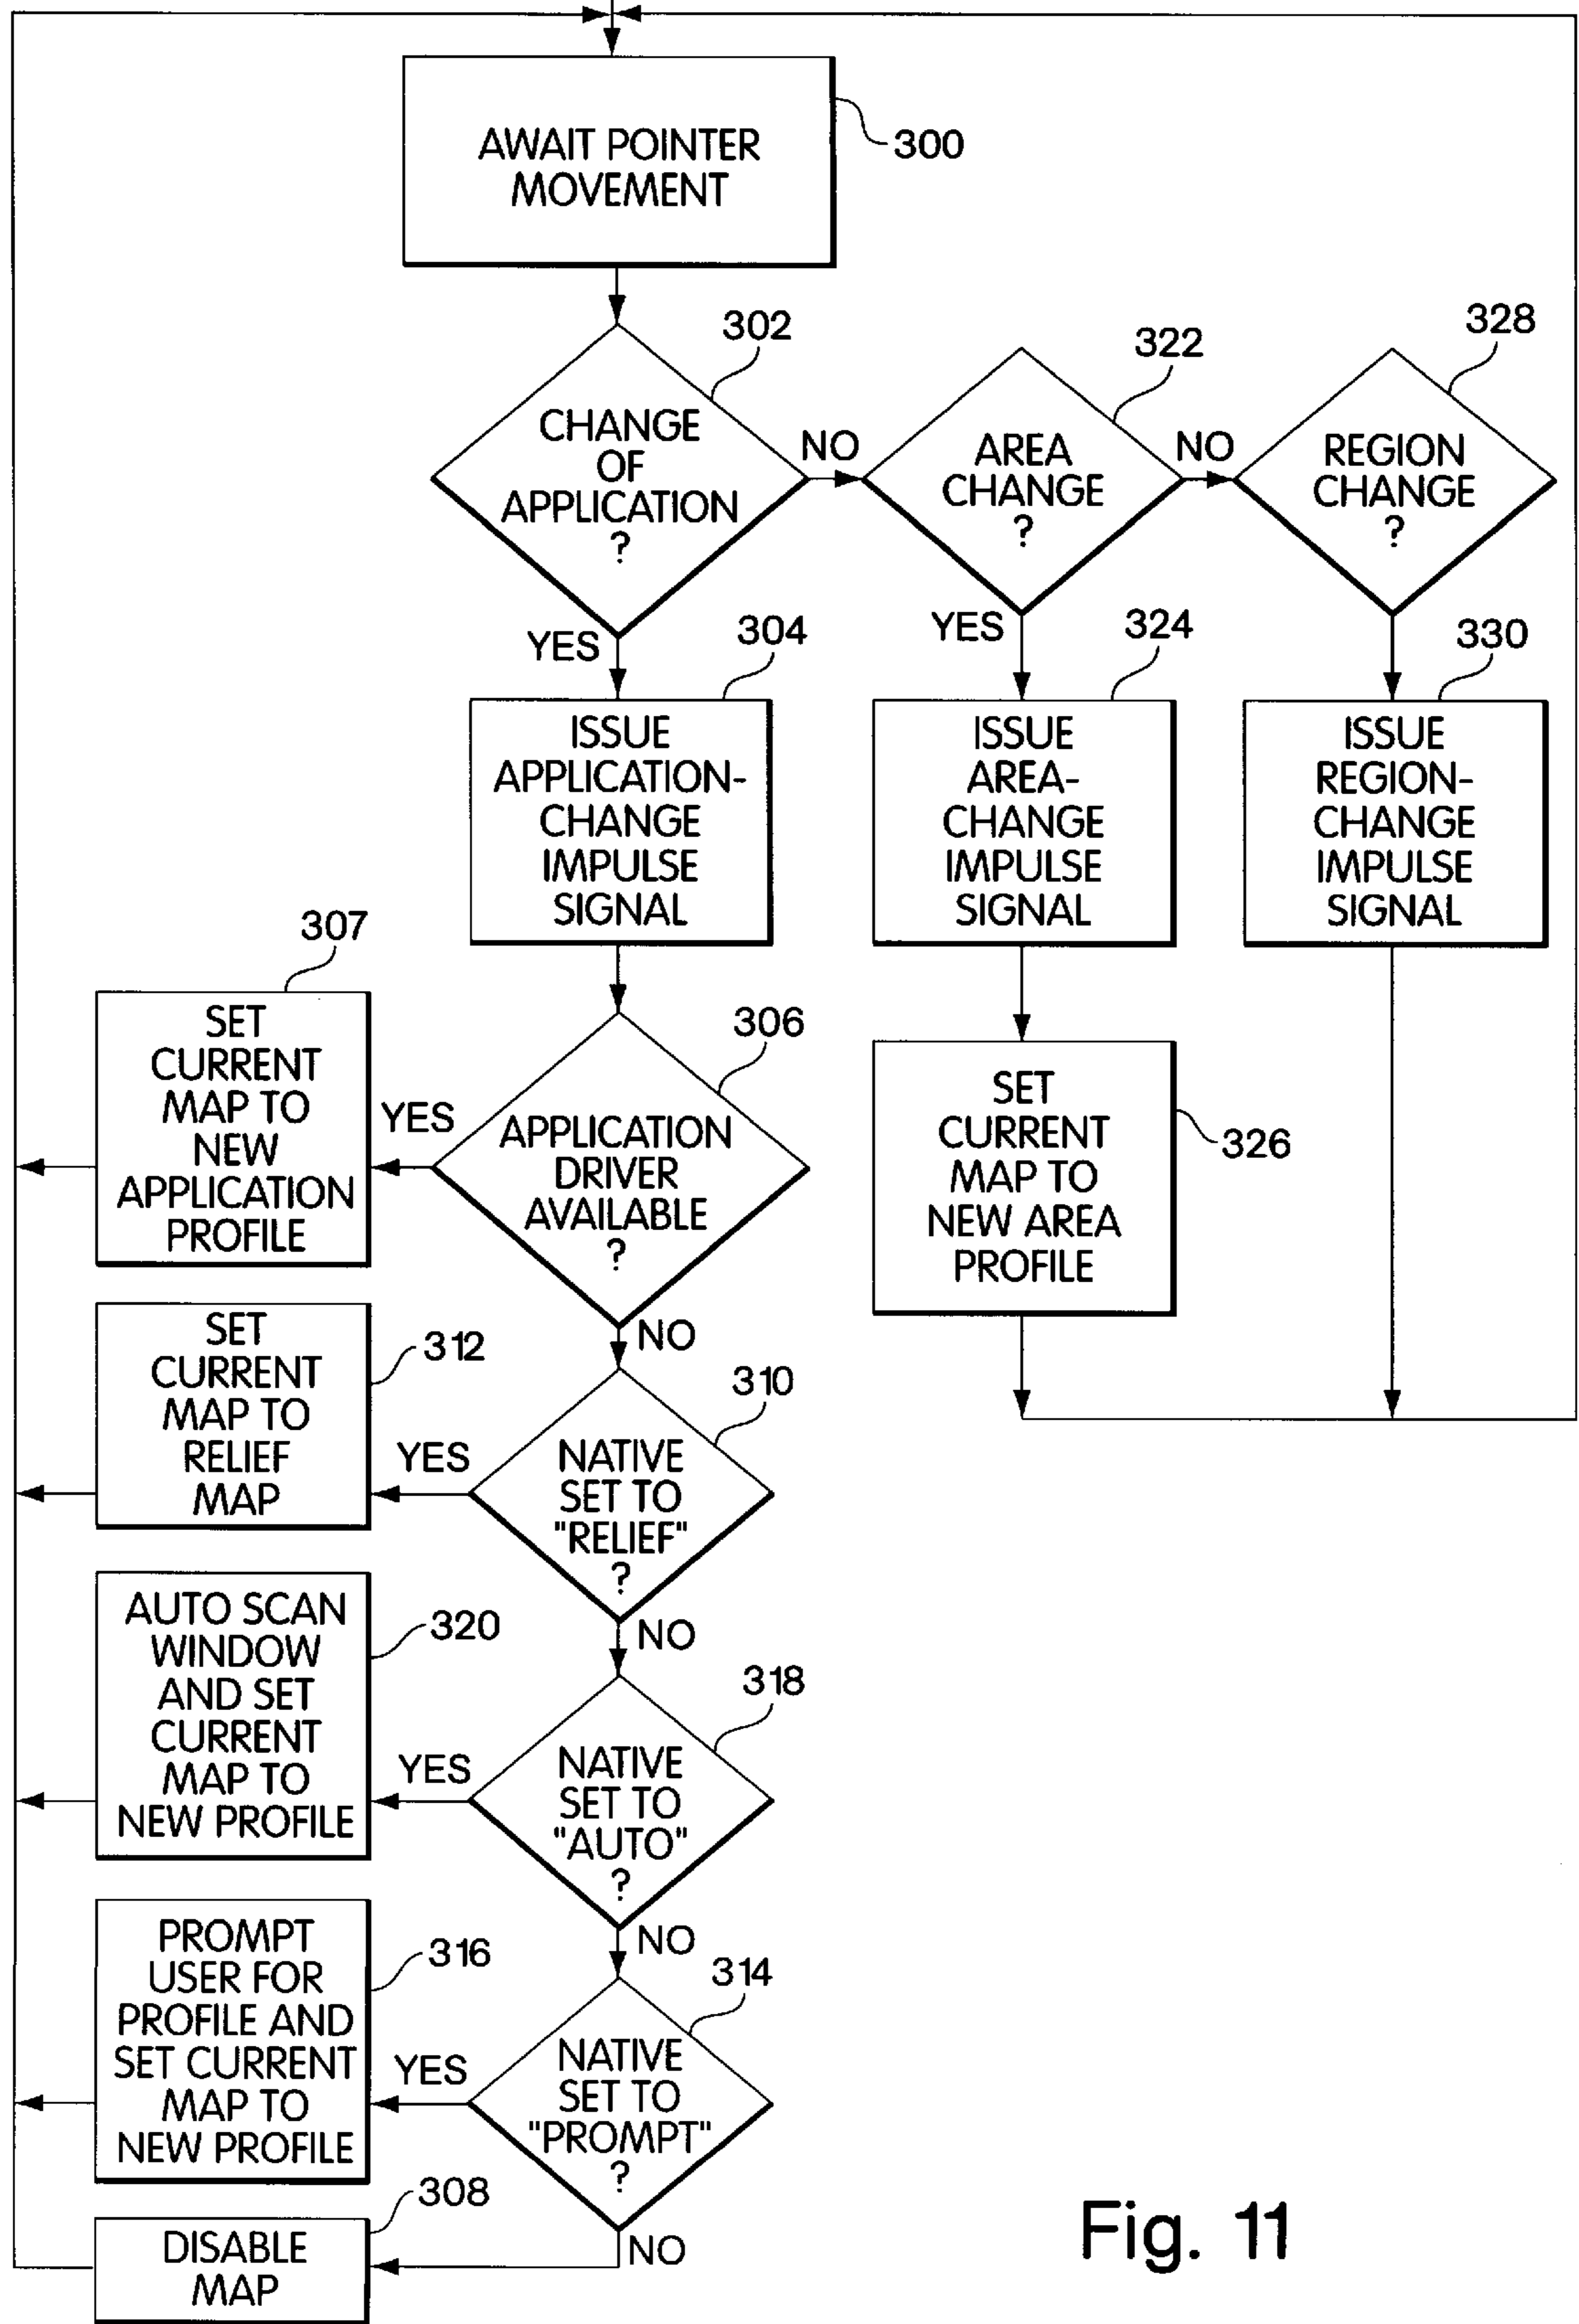 AWAIT POINTER
MOVEMENT
300
302
CHANGE
OF
APPLICATION
?
NO
322
AREA
CHANGE
?
NO
328
REGION
CHANGE
?
YES
304
ISSUE
APPLICATION-
CHANGE
IMPULSE
SIGNAL
YES
324
ISSUE
AREA-
CHANGE
IMPULSE
SIGNAL
330
ISSUE
REGION-
CHANGE
IMPULSE
SIGNAL
307
SET
CURRENT
MAP TO
NEW
APPLICATION
PROFILE
YES
306
APPLICATION
DRIVER
AVAILABLE
?
SET
CURRENT
MAP TO
NEW AREA
PROFILE
326
NO
SET
CURRENT
MAP TO
RELIEF
MAP
312
YES
310
NATIVE
SET TO
"RELIEF"
?
NO
AUTO SCAN
WINDOW
AND SET
CURRENT
MAP TO
NEW PROFILE
320
YES
318
NATIVE
SET TO
"AUTO"
?
NO
PROMPT
USER FOR
PROFILE AND
SET CURRENT
MAP TO
NEW PROFILE
316
YES
314
NATIVE
SET TO
"PROMPT"
?
NO
308
DISABLE
MAP
Fig. 11